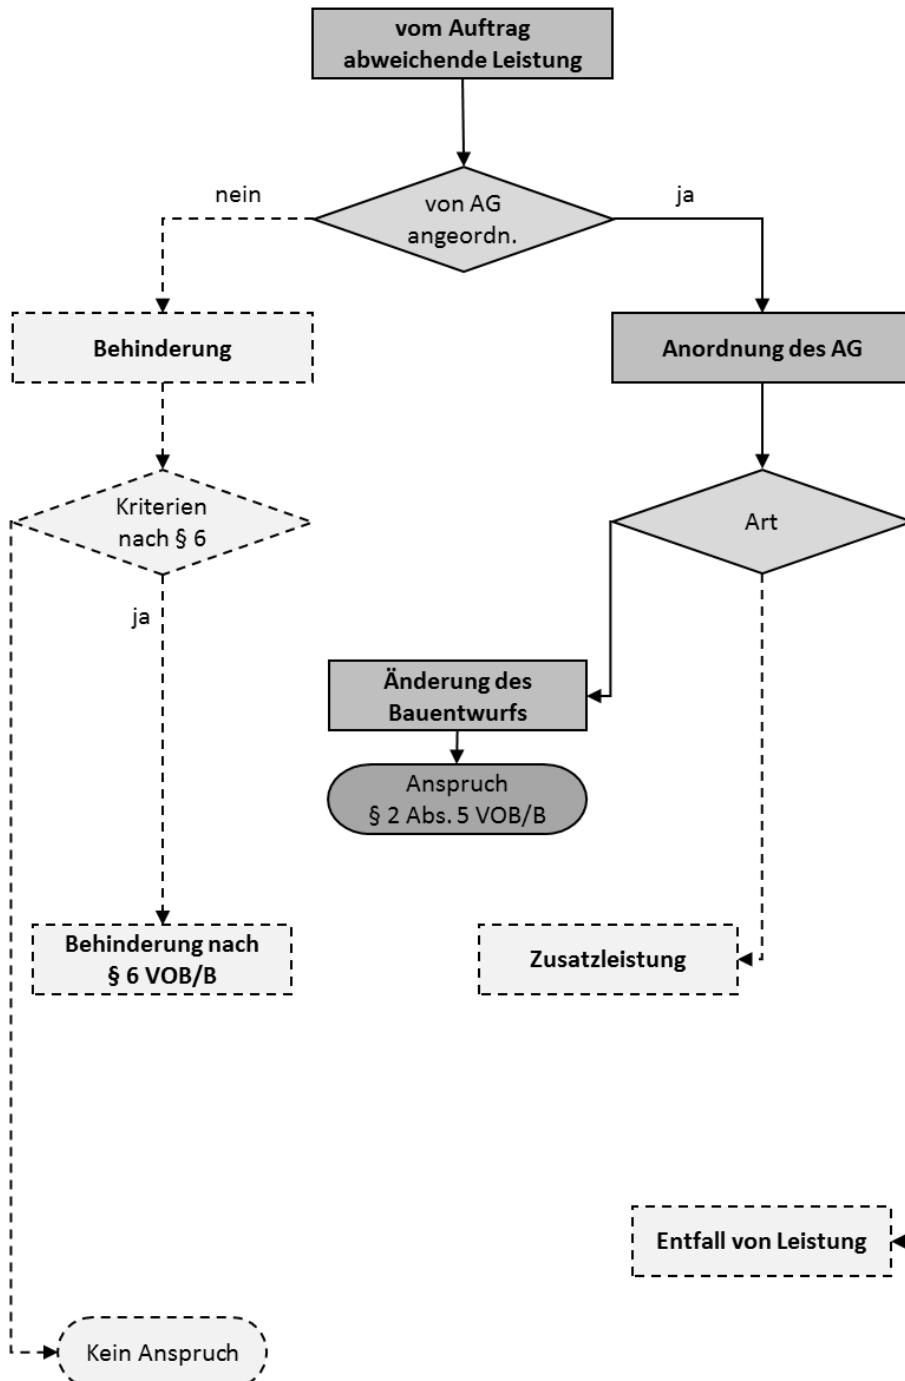 vom Auftrag
abweichende Leistung
nein
von AG
angeordn.
ja
Behinderung
Anordnung des AG
Kriterien
nach § 6
Art
ja
Änderung des
Bauentwurfs
Anspruch
§ 2 Abs. 5 VOB/B
Behinderung nach
§ 6 VOB/B
Zusatzleistung
Entfall von Leistung
Kein Anspruch